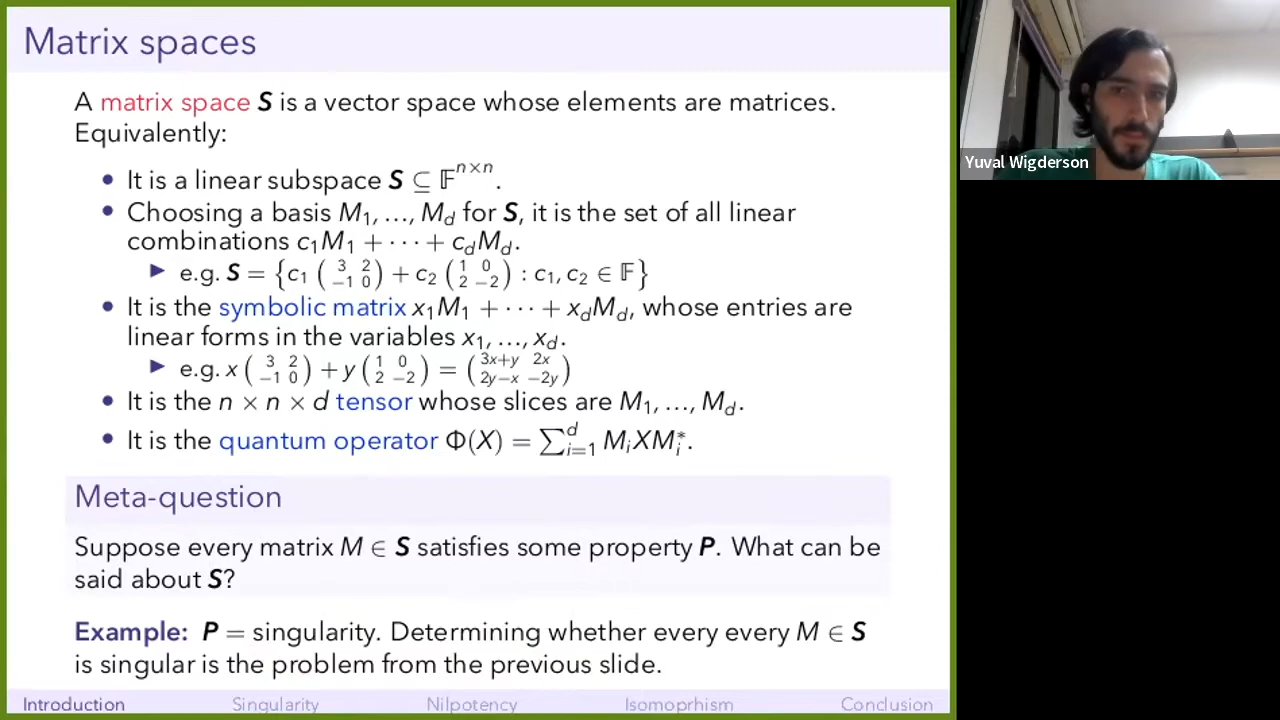 Matrix spaces
A matrix space S is a vector space whose elements are matrices.
Equivalently:
• It is a linear subspace S ⊆ 𝔽^{n×n}.
• Choosing a basis M₁, ..., M_d for S, it is the set of all linear
combinations c₁M₁ + ··· + c_dM_d.
▶ e.g. S = {c₁ (3 2; −1 0) + c₂ (1 0; 2 −2) : c₁, c₂ ∈ 𝔽}
• It is the symbolic matrix x₁M₁ + ··· + x_dM_d, whose entries are
linear forms in the variables x₁, ..., x_d.
▶ e.g. x (3 2; −1 0) + y (1 0; 2 −2) = (3x+y 2x; 2y−x −2y)
• It is the n × n × d tensor whose slices are M₁, ..., M_d.
• It is the quantum operator Φ(X) = ∑_{i=1}^{d} M_iXM_i^*.
Meta-question
Suppose every matrix M ∈ S satisfies some property P. What can be
said about S?
Example: P = singularity. Determining whether every every M ∈ S
is singular is the problem from the previous slide.
Introduction Singularity Nilpotency Isomoprhism Conclusion
Yuval Wigderson